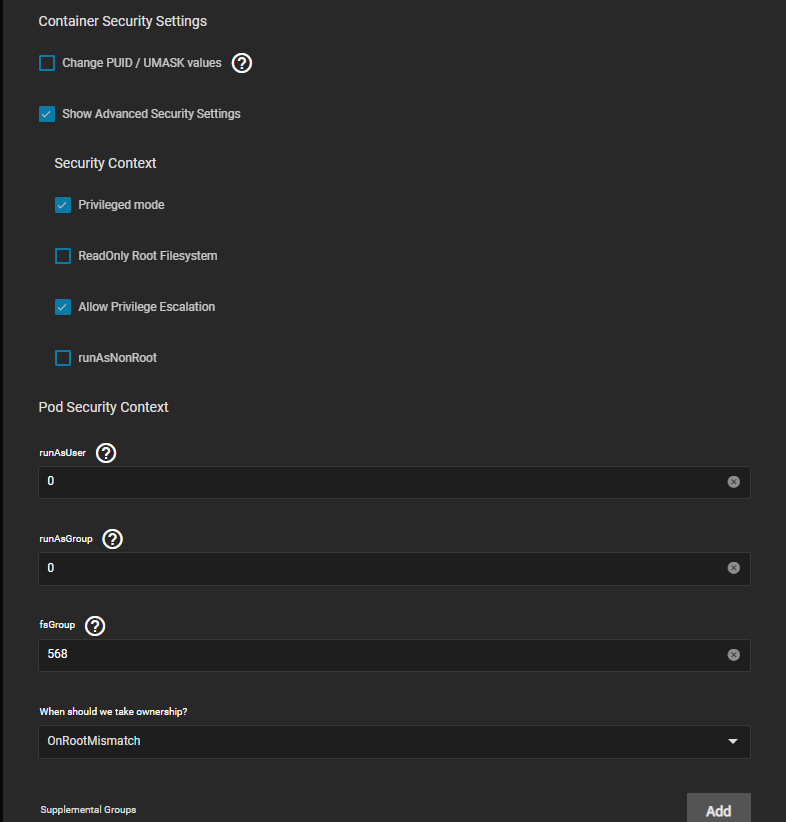 Container Security Settings
Change PUID / UMASK values ?
Show Advanced Security Settings
Security Context
Privileged mode
ReadOnly Root Filesystem
Allow Privilege Escalation
runAsNonRoot
Pod Security Context
runAsUser ?
0
runAsGroup ?
0
fsGroup ?
568
When should we take ownership?
OnRootMismatch
Supplemental Groups Add